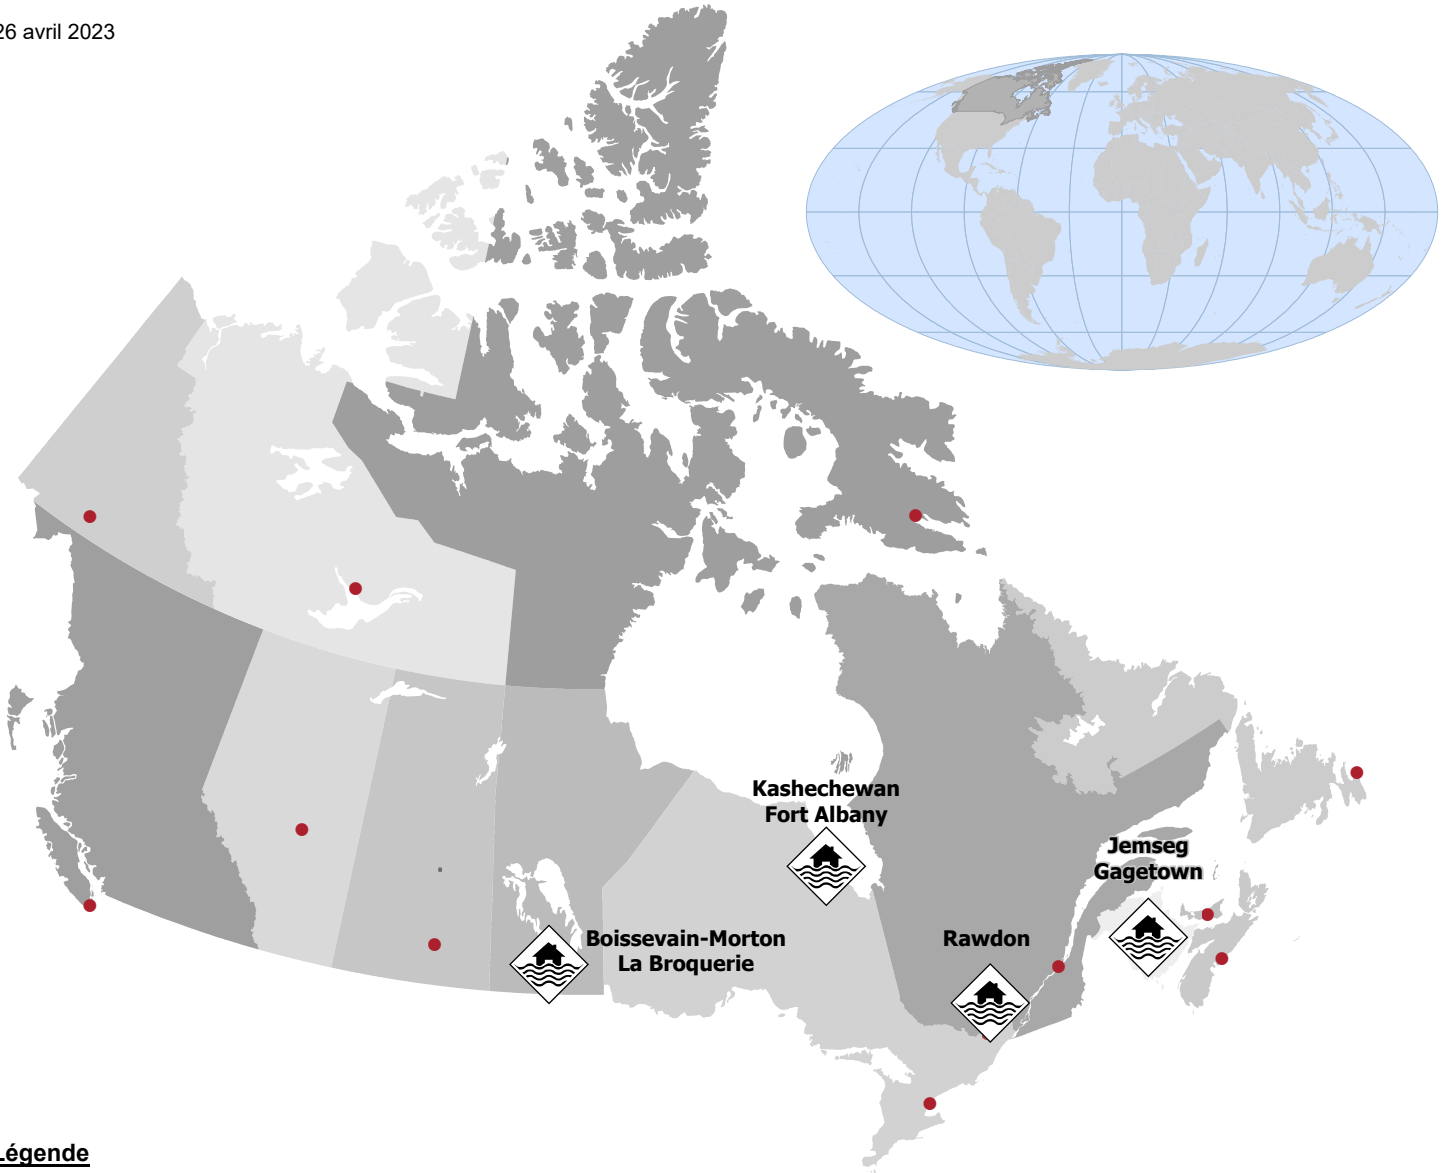 26 avril 2023
Kashechewan
Fort Albany
Jemseg
Gagetown
Boissevain-Morton
La Broquerie
Rawdon
Légende